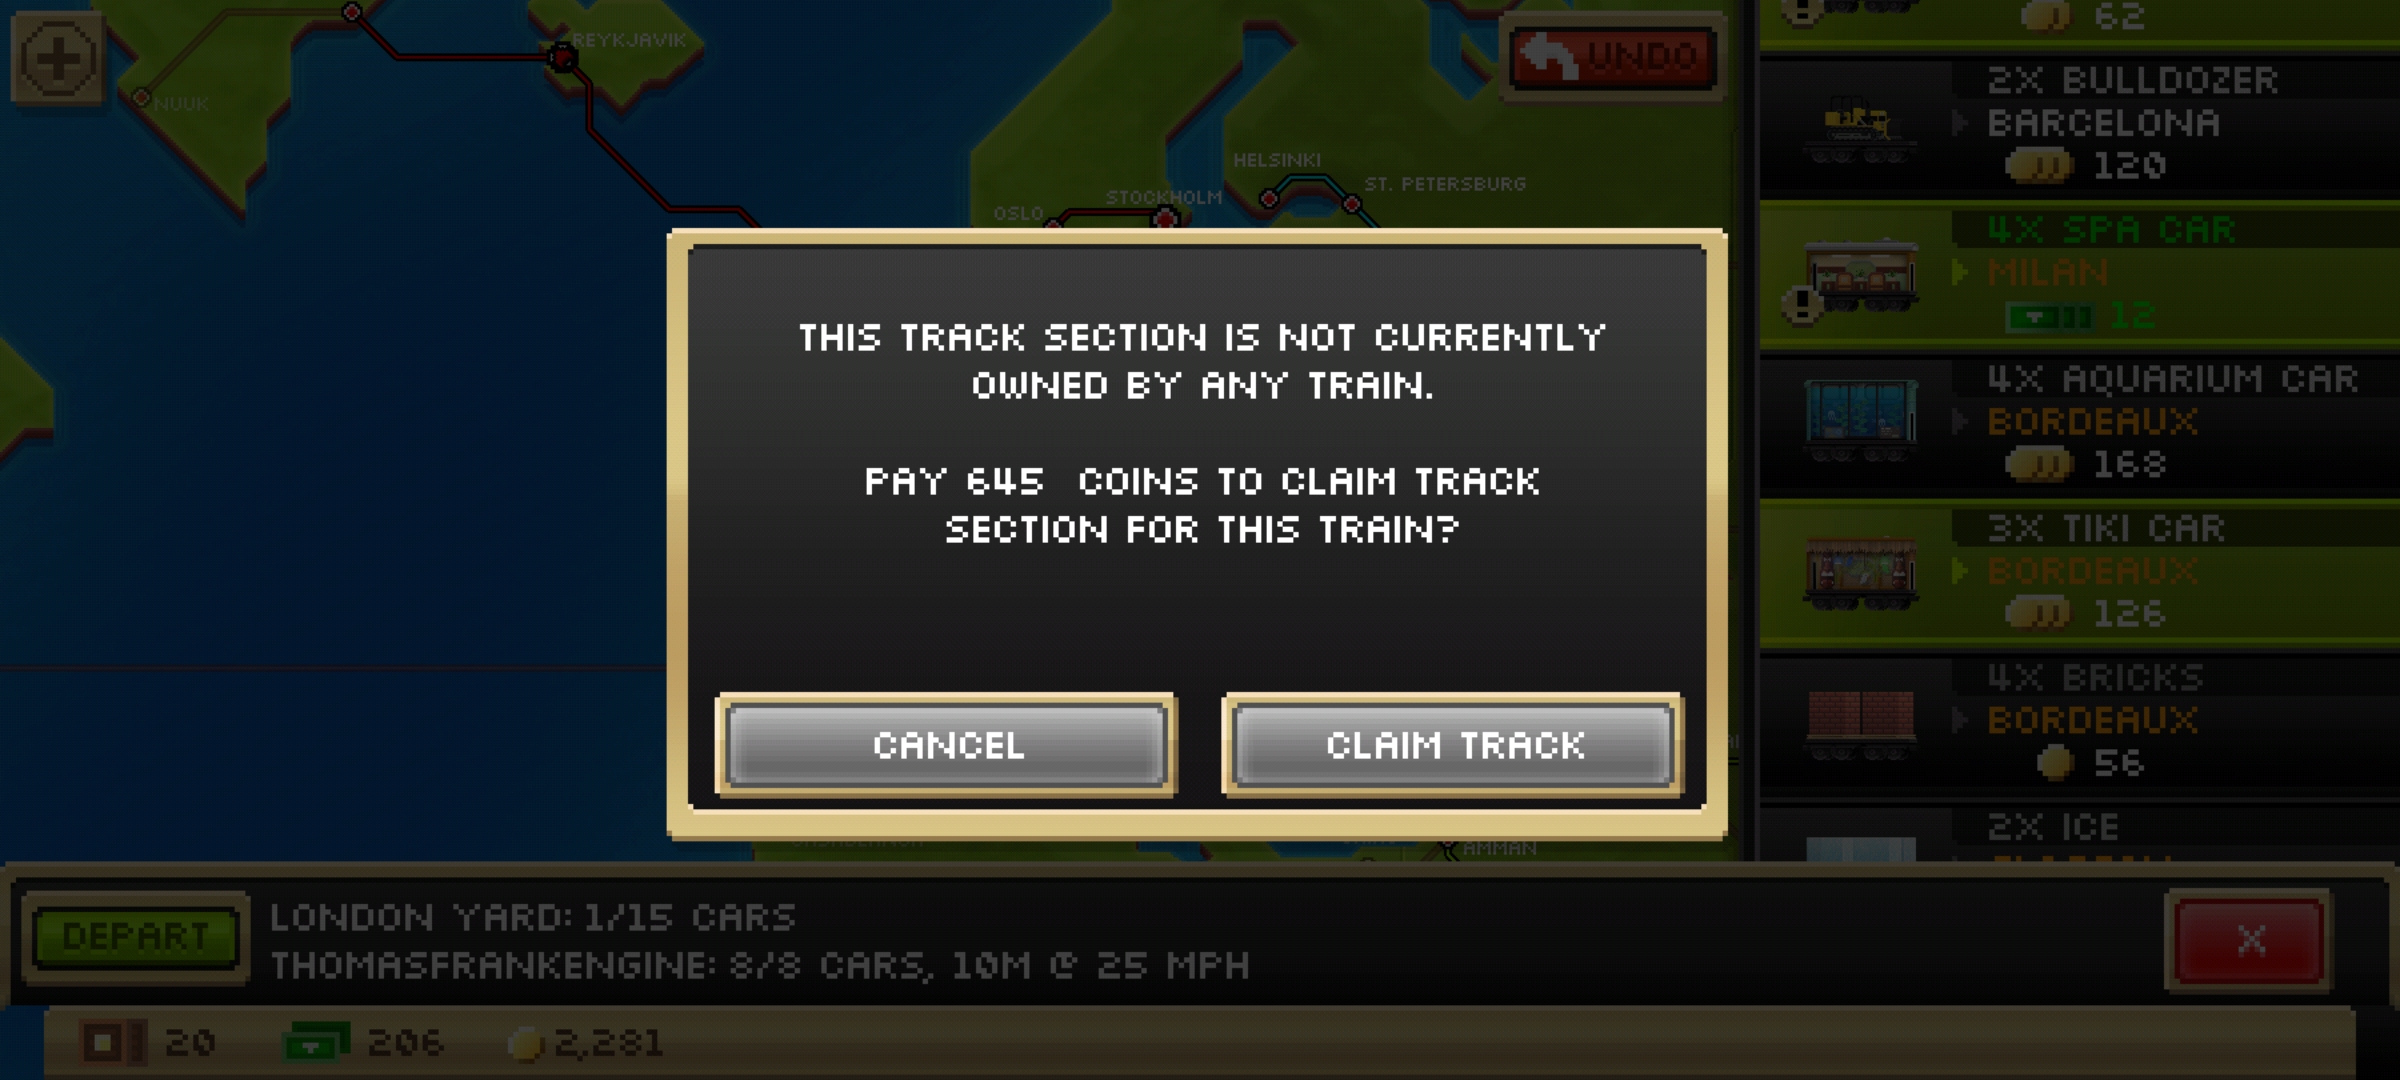 62
REYKJAVIK
UNDO
2X BULLDOZER
BARCELONA
120
NUUK
HELSINKI
ST. PETERSBURG
STOCKHOLM
OSLO
4X SPA CAR
MILAN
12
THIS TRACK SECTION IS NOT CURRENTLY
OWNED BY ANY TRAIN.
PAY 645 COINS TO CLAIM TRACK
SECTION FOR THIS TRAIN?
CANCEL
CLAIM TRACK
4X AQUARIUM CAR
BORDEAUX
168
3X TIKI CAR
BORDEAUX
126
4X BRICKS
BORDEAUX
56
2X ICE
AMMAN
DEPART
LONDON YARD: 1/15 CARS
THOMASFRANKENGINE: 8/8 CARS, 10M @ 25 MPH
X
20
206
2,281